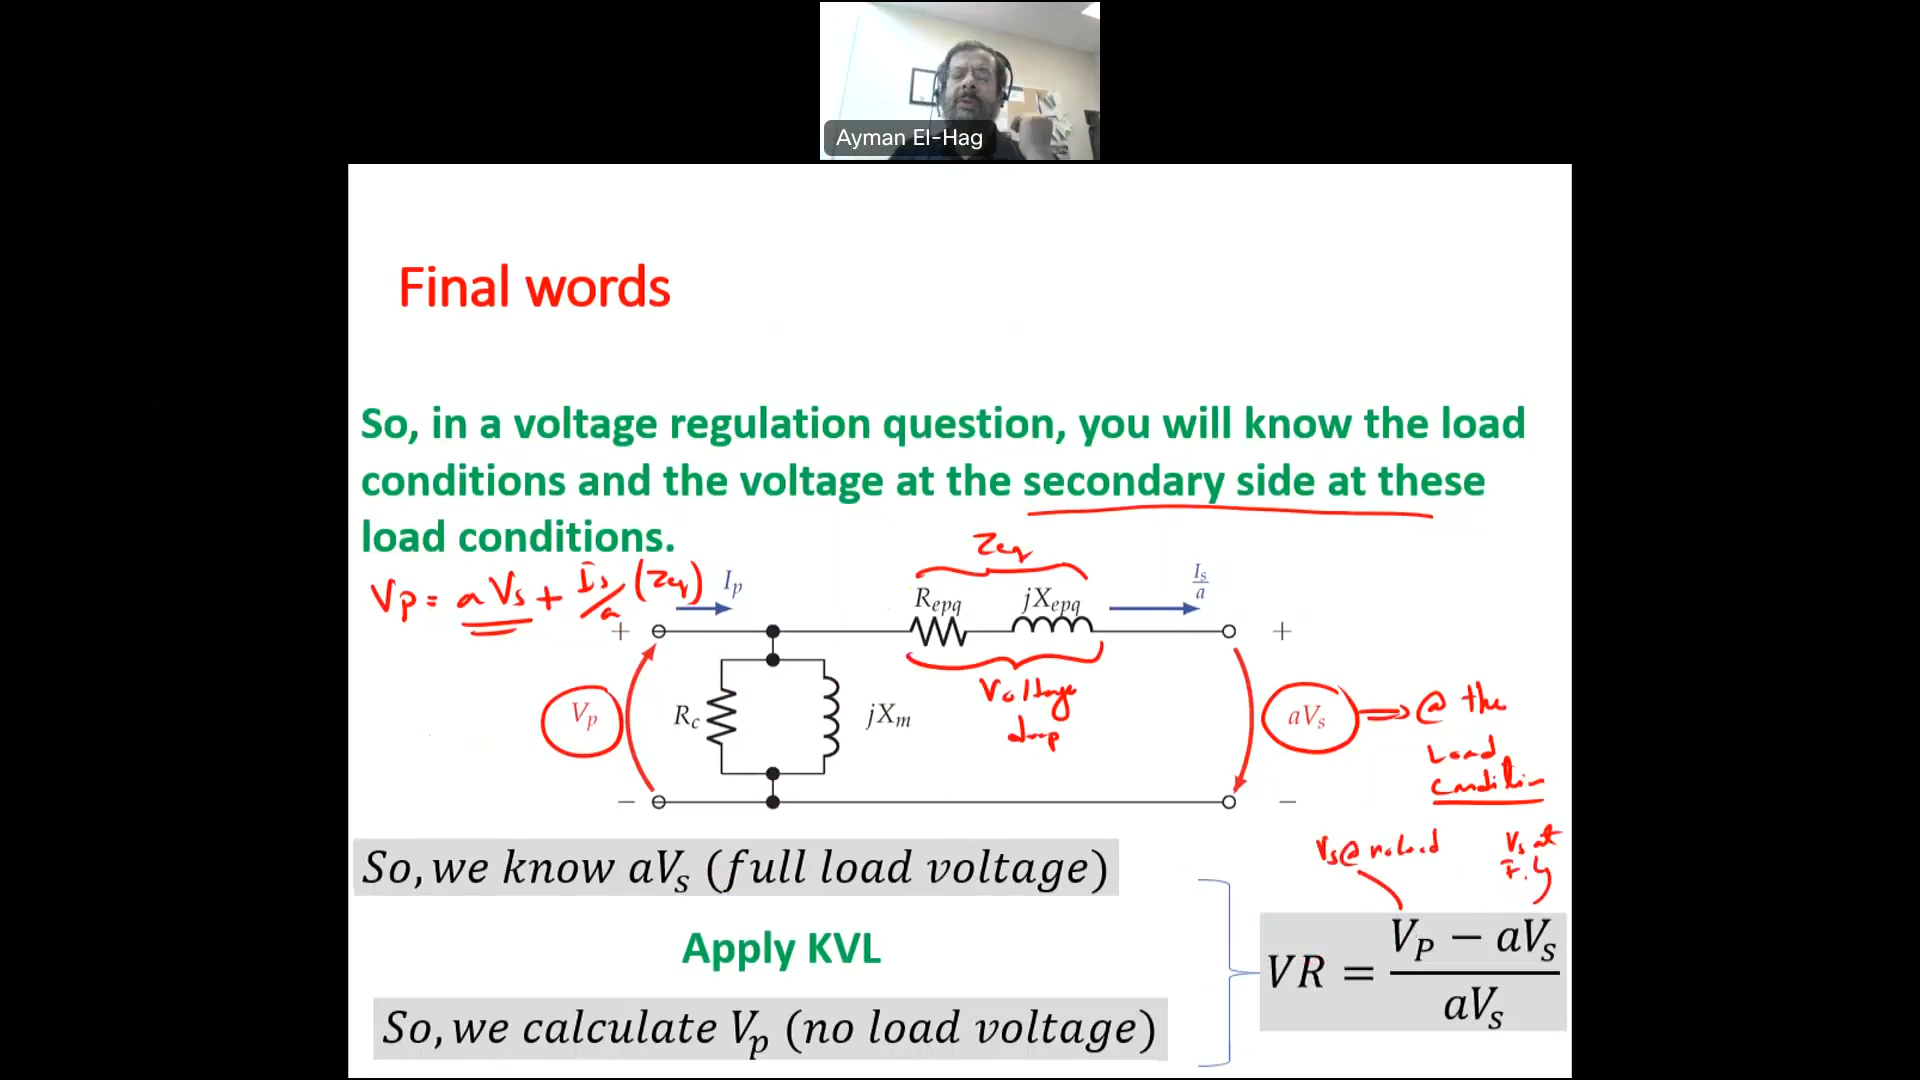 Ayman El-Hag
Final words
So, in a voltage regulation question, you will know the load
conditions and the voltage at the secondary side at these
load conditions.
Zeq
Vp = aVs + Is/a (Zeq)
Ip
Repq
jXepq
Is/a
+
+
Vp
Rc
jXm
Voltage
drop
aVs
@ the
Load
Condition
−
−
Vs@ no load
Vs at
F.L
So, we know aVs (full load voltage)
Apply KVL
So, we calculate Vp (no load voltage)
VR = VP − aVs / aVs